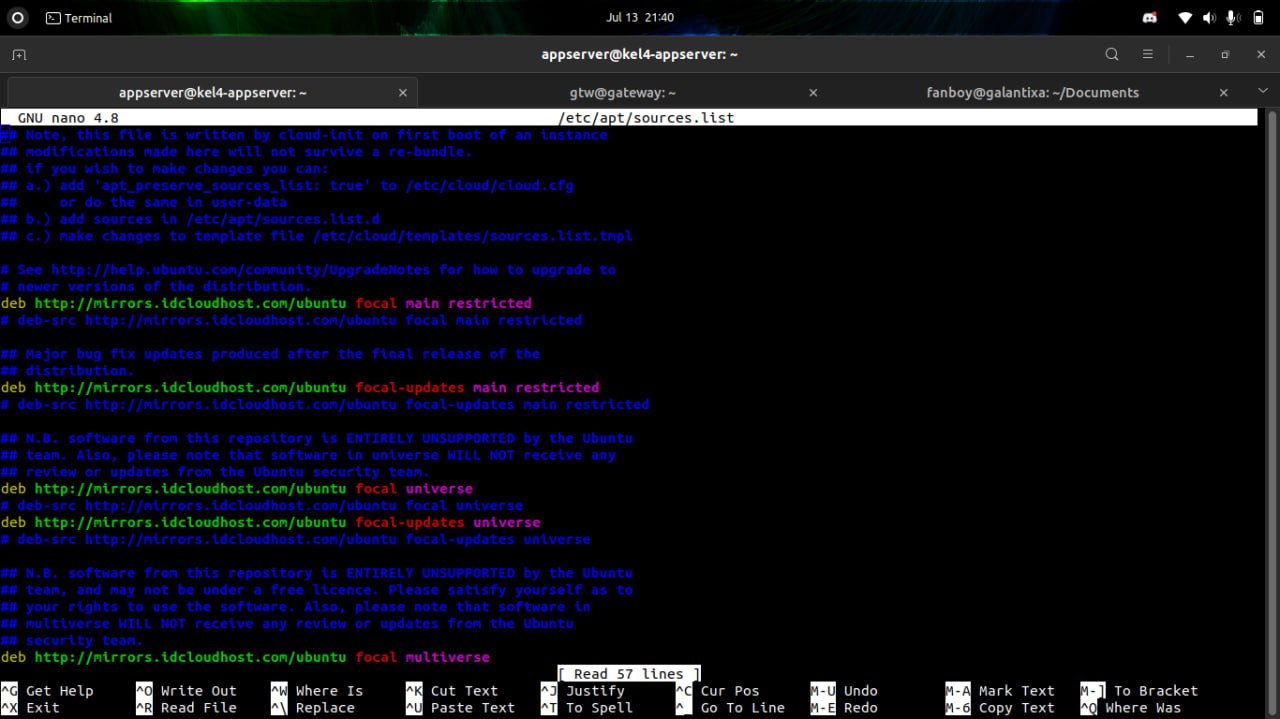 Terminal
Jul 13 21:40
appserver@kel4-appserver: ~
appserver@kel4-appserver: ~
gtw@gateway: ~
fanboy@galantixa: ~/Documents
GNU nano 4.8 /etc/apt/sources.list
## Note, this file is written by cloud-init on first boot of an instance
## modifications made here will not survive a re-bundle.
## if you wish to make changes you can:
## a.) add 'apt_preserve_sources_list: true' to /etc/cloud/cloud.cfg
##     or do the same in user-data
## b.) add sources in /etc/apt/sources.list.d
## c.) make changes to template file /etc/cloud/templates/sources.list.tmpl
# See http://help.ubuntu.com/community/UpgradeNotes for how to upgrade to
# newer versions of the distribution.
deb http://mirrors.idcloudhost.com/ubuntu focal main restricted
# deb-src http://mirrors.idcloudhost.com/ubuntu focal main restricted
## Major bug fix updates produced after the final release of the
## distribution.
deb http://mirrors.idcloudhost.com/ubuntu focal-updates main restricted
# deb-src http://mirrors.idcloudhost.com/ubuntu focal-updates main restricted
## N.B. software from this repository is ENTIRELY UNSUPPORTED by the Ubuntu
## team. Also, please note that software in universe WILL NOT receive any
## review or updates from the Ubuntu security team.
deb http://mirrors.idcloudhost.com/ubuntu focal universe
# deb-src http://mirrors.idcloudhost.com/ubuntu focal universe
deb http://mirrors.idcloudhost.com/ubuntu focal-updates universe
# deb-src http://mirrors.idcloudhost.com/ubuntu focal-updates universe
## N.B. software from this repository is ENTIRELY UNSUPPORTED by the Ubuntu
## team, and may not be under a free licence. Please satisfy yourself as to
## your rights to use the software. Also, please note that software in
## multiverse WILL NOT receive any review or updates from the Ubuntu
## security team.
deb http://mirrors.idcloudhost.com/ubuntu focal multiverse
[ Read 57 lines ]
^G Get Help ^O Write Out ^W Where Is ^K Cut Text ^J Justify ^C Cur Pos M-U Undo M-A Mark Text M-] To Bracket
^X Exit ^R Read File ^\ Replace ^U Paste Text ^T To Spell ^_ Go To Line M-E Redo M-6 Copy Text ^Q Where Was